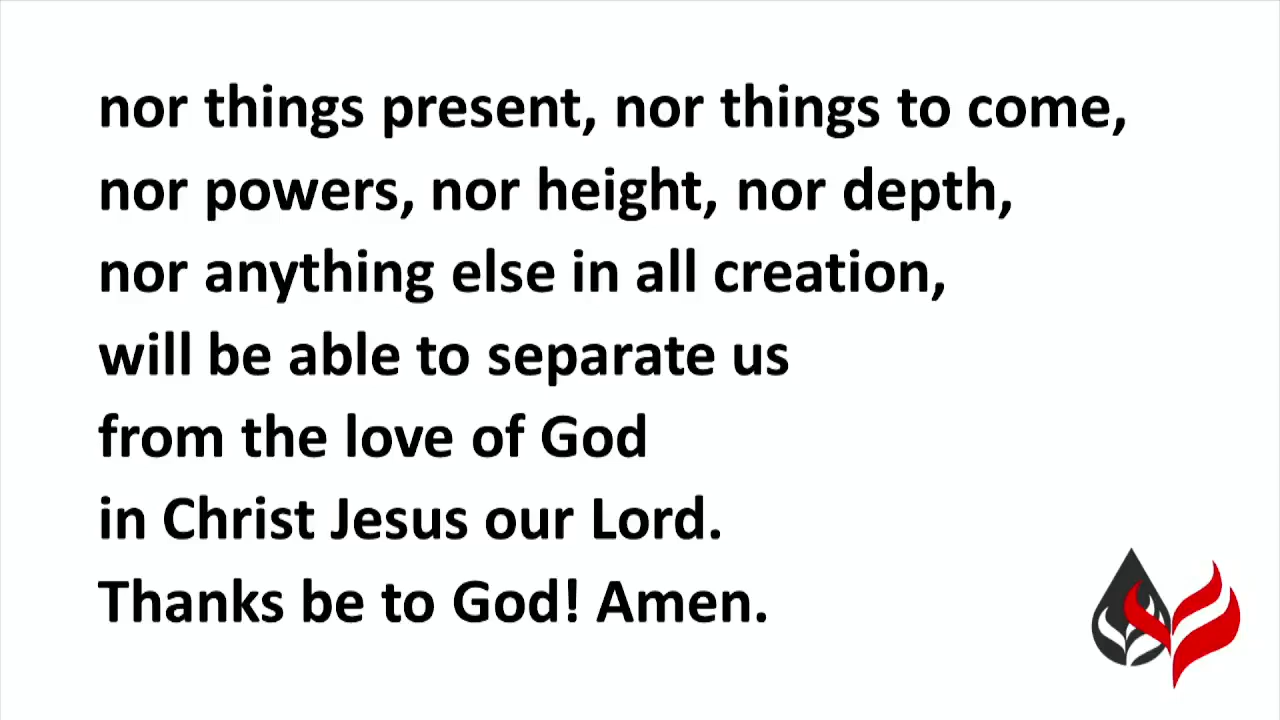 nor things present, nor things to come,
nor powers, nor height, nor depth,
nor anything else in all creation,
will be able to separate us
from the love of God
in Christ Jesus our Lord.
Thanks be to God! Amen.